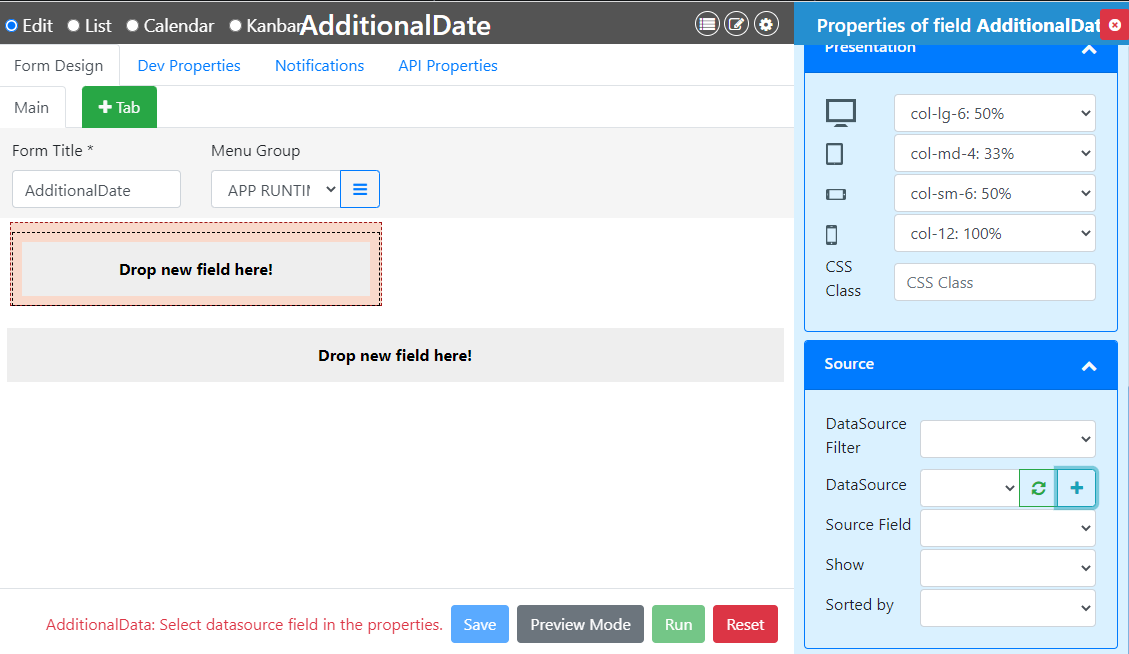 Edit List Calendar Kanban AdditionalDate
Properties of field AdditionalDat
Form Design Dev Properties Notifications API Properties
Presentation
Main + Tab
col-lg-6: 50%
Form Title * Menu Group
col-md-4: 33%
AdditionalDate APP RUNTIM
col-sm-6: 50%
col-12: 100%
CSS
Class
CSS Class
Drop new field here!
Drop new field here!
Source
DataSource
Filter
DataSource
Source Field
Show
Sorted by
AdditionalData: Select datasource field in the properties. Save Preview Mode Run Reset